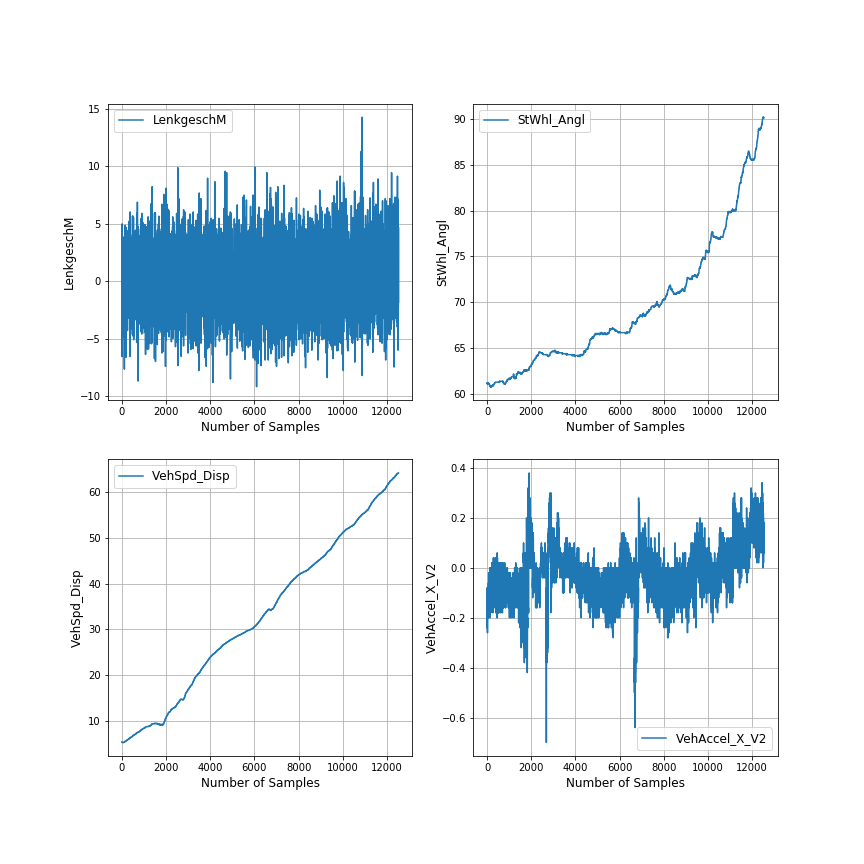 LenkgeschM
LenkgeschM
15
10
5
0
−5
−10
0 2000 4000 6000 8000 10000 12000
Number of Samples
StWhl_Angl
StWhl_Angl
90
85
80
75
70
65
60
0 2000 4000 6000 8000 10000 12000
Number of Samples
VehSpd_Disp
VehSpd_Disp
60
50
40
30
20
10
0 2000 4000 6000 8000 10000 12000
Number of Samples
VehAccel_X_V2
0.4
0.2
0.0
−0.2
−0.4
−0.6
VehAccel_X_V2
0 2000 4000 6000 8000 10000 12000
Number of Samples